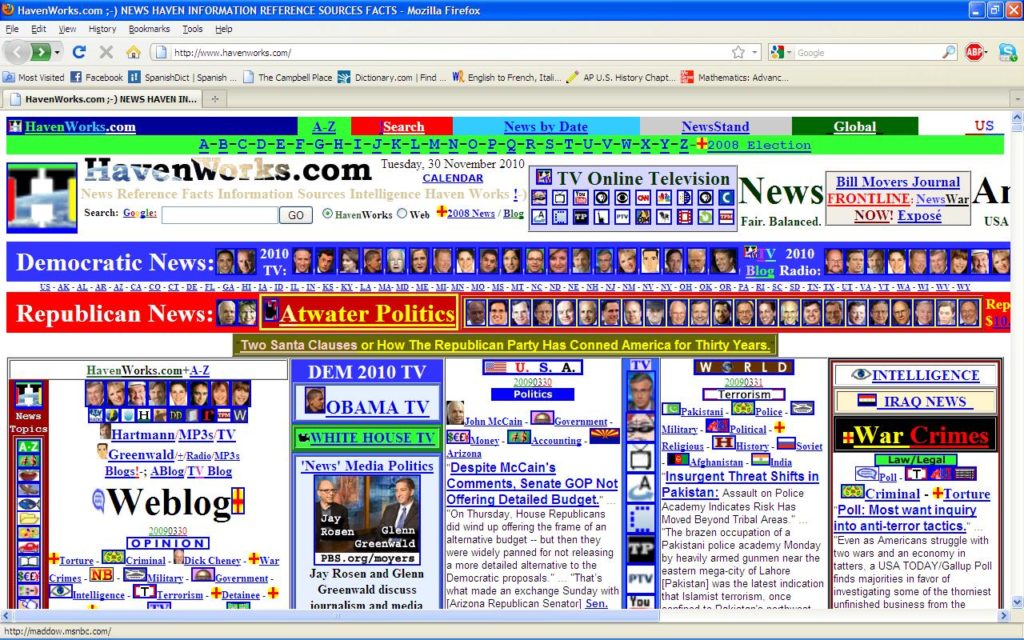 HavenWorks.com ;-) NEWS HAVEN INFORMATION REFERENCE SOURCES FACTS - Mozilla Firefox
File Edit View History Bookmarks Tools Help
http://www.havenworks.com/
Google
ABP
Most Visited Facebook SpanishDict | Spanish ... The Campbell Place Dictionary.com | Find ... English to French, Itali... AP U.S. History Chapt... Mathematics: Advanc...
HavenWorks.com ;-) NEWS HAVEN IN...
HavenWorks.com A-Z Search News by Date NewsStand Global US
A-B-C-D-E-F-G-H-I-J-K-L-M-N-O-P-Q-R-S-T-U-V-W-X-Y-Z-2008 Election
HavenWorks.com
Tuesday, 30 November 2010
CALENDAR
News Reference Facts Information Sources Intelligence Haven Works !-)
Search: Google: GO HavenWorks Web 2008 News / Blog
TV Online Television
News
Fair. Balanced.
Bill Movers Journal
FRONTLINE: NewsWar
NOW! Exposé
An
USA
Democratic News: 2010 TV: TV Blog 2010 Radio:
US - AK - AL - AR - AZ - CA - CO - CT - DE - FL - GA - HI - IA - ID - IL - IN - KS - KY - LA - MA - MD - ME - MI - MN - MO - MS - MT - NC - ND - NE - NH - NJ - NM - NV - NY - OH - OK - OR - PA - RI - SC - SD - TN - TX - UT - VA - VT - WA - WI - WV - WY
Republican News: Atwater Politics Rep
Two Santa Clauses or How The Republican Party Has Conned America for Thirty Years.
HavenWorks.com+A-Z
News
Topics
A-Z
Hartmann/MP3s/TV
Greenwald/+/Radio/MP3s
Blogs!-; ABlog/TV Blog
Weblog
20090330
OPINION
Torture - Criminal - Dick Cheney - War
Crimes - NB - Military - Government
- Intelligence - Terrorism - Detainee -
DEM 2010 TV
OBAMA TV
WHITE HOUSE TV
'News' Media Politics
Jay
Rosen
Glenn
Greenwald
PBS.org/moyers
Jay Rosen and Glenn
Greenwald discuss
journalism and media
U. S. A.
20090330
Politics
John McCain - Government -
Money - Accounting -
Arizona
"Despite McCain's
Comments, Senate GOP Not
Offering Detailed Budget." ...
"On Thursday, House Republicans
did wind up offering the frame of an
alternative budget -- but then they
were widely panned for not releasing
a more detailed alternative to the
Democratic proposals." ... "That's
what made an exchange Sunday with
[Arizona Republican Senator] Sen.
TV
TP
PTV
You
WORLD
20090331
Terrorism
Pakistani - Police -
Military - Political -
Religious - History - Soviet
- Afghanistan - India
"Insurgent Threat Shifts in
Pakistan: Assault on Police
Academy Indicates Risk Has
Moved Beyond Tribal Areas." ...
"The brazen occupation of a
Pakistani police academy Monday
by heavily armed gunmen near the
eastern mega-city of Lahore
[Pakistan] was the latest indication
that Islamist terrorism, once
confined to Pakistan's northwest
INTELLIGENCE
IRAQ NEWS
War Crimes
Law/Legal
Poll -
Criminal - Torture
"Poll: Most want inquiry
into anti-terror tactics." ...
"Even as Americans struggle with
two wars and an economy in
tatters, a USA TODAY/Gallup Poll
finds majorities in favor of
investigating some of the thorniest
unfinished business from the
http://maddow.msnbc.com/